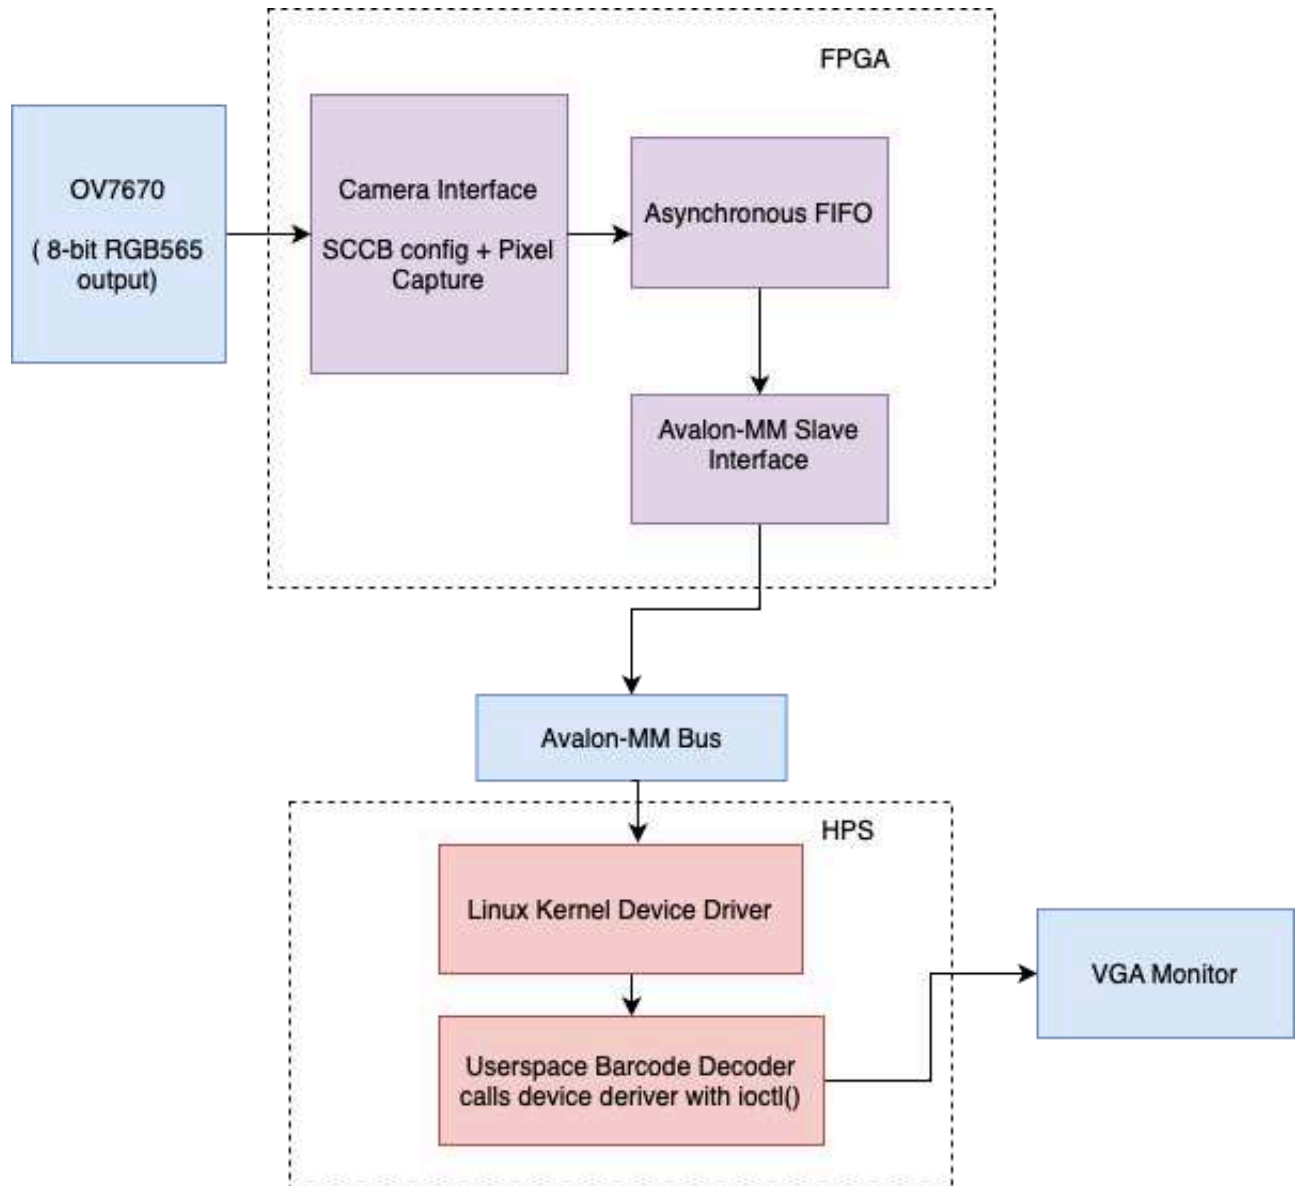 FPGA
OV7670
( 8-bit RGB565
output)
Camera Interface
SCCB config + Pixel
Capture
Asynchronous FIFO
Avalon-MM Slave
Interface
Avalon-MM Bus
HPS
Linux Kernel Device Driver
Userspace Barcode Decoder
calls device deriver with ioctl()
VGA Monitor